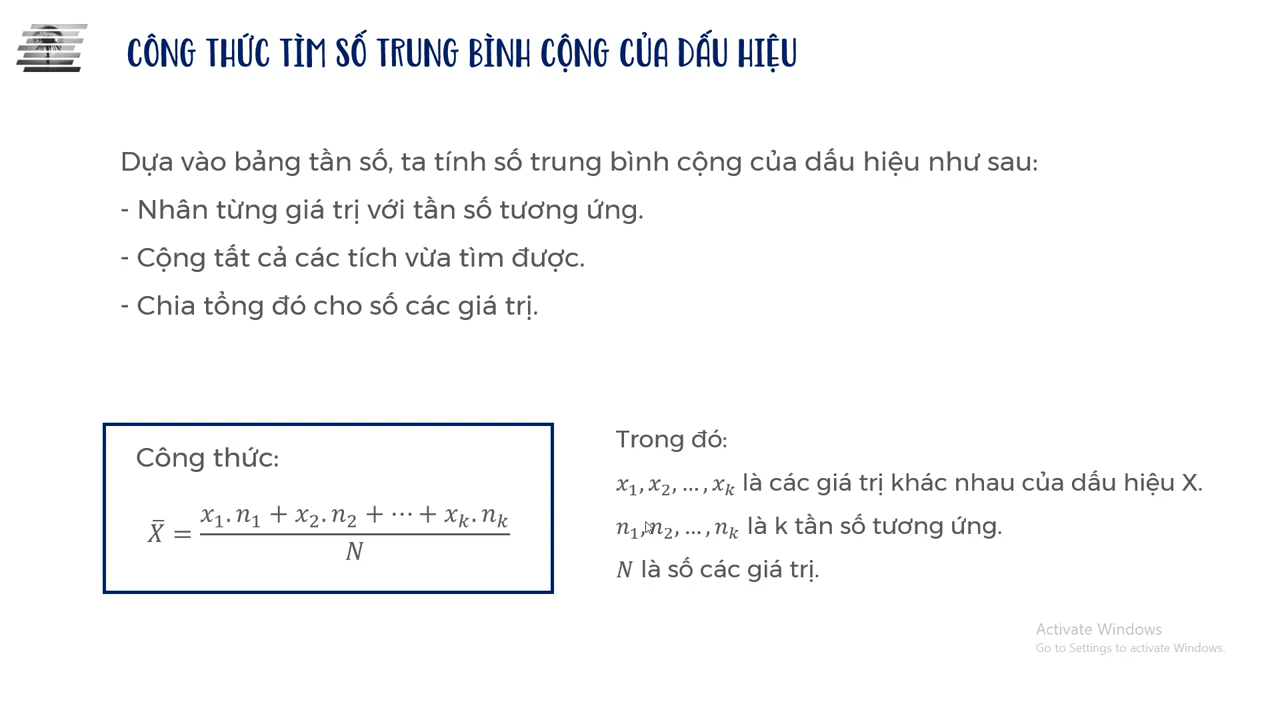 CÔNG THỨC TÌM SỐ TRUNG BÌNH CỘNG CỦA DẤU HIỆU
Dựa vào bảng tần số, ta tính số trung bình cộng của dấu hiệu như sau:
- Nhân từng giá trị với tần số tương ứng.
- Cộng tất cả các tích vừa tìm được.
- Chia tổng đó cho số các giá trị.
Công thức:
X̄ = (x₁.n₁ + x₂.n₂ + ⋯ + xₖ.nₖ) / N
Trong đó:
x₁, x₂, ..., xₖ là các giá trị khác nhau của dấu hiệu X.
n₁, n₂, ..., nₖ là k tần số tương ứng.
N là số các giá trị.
Activate Windows
Go to Settings to activate Windows.